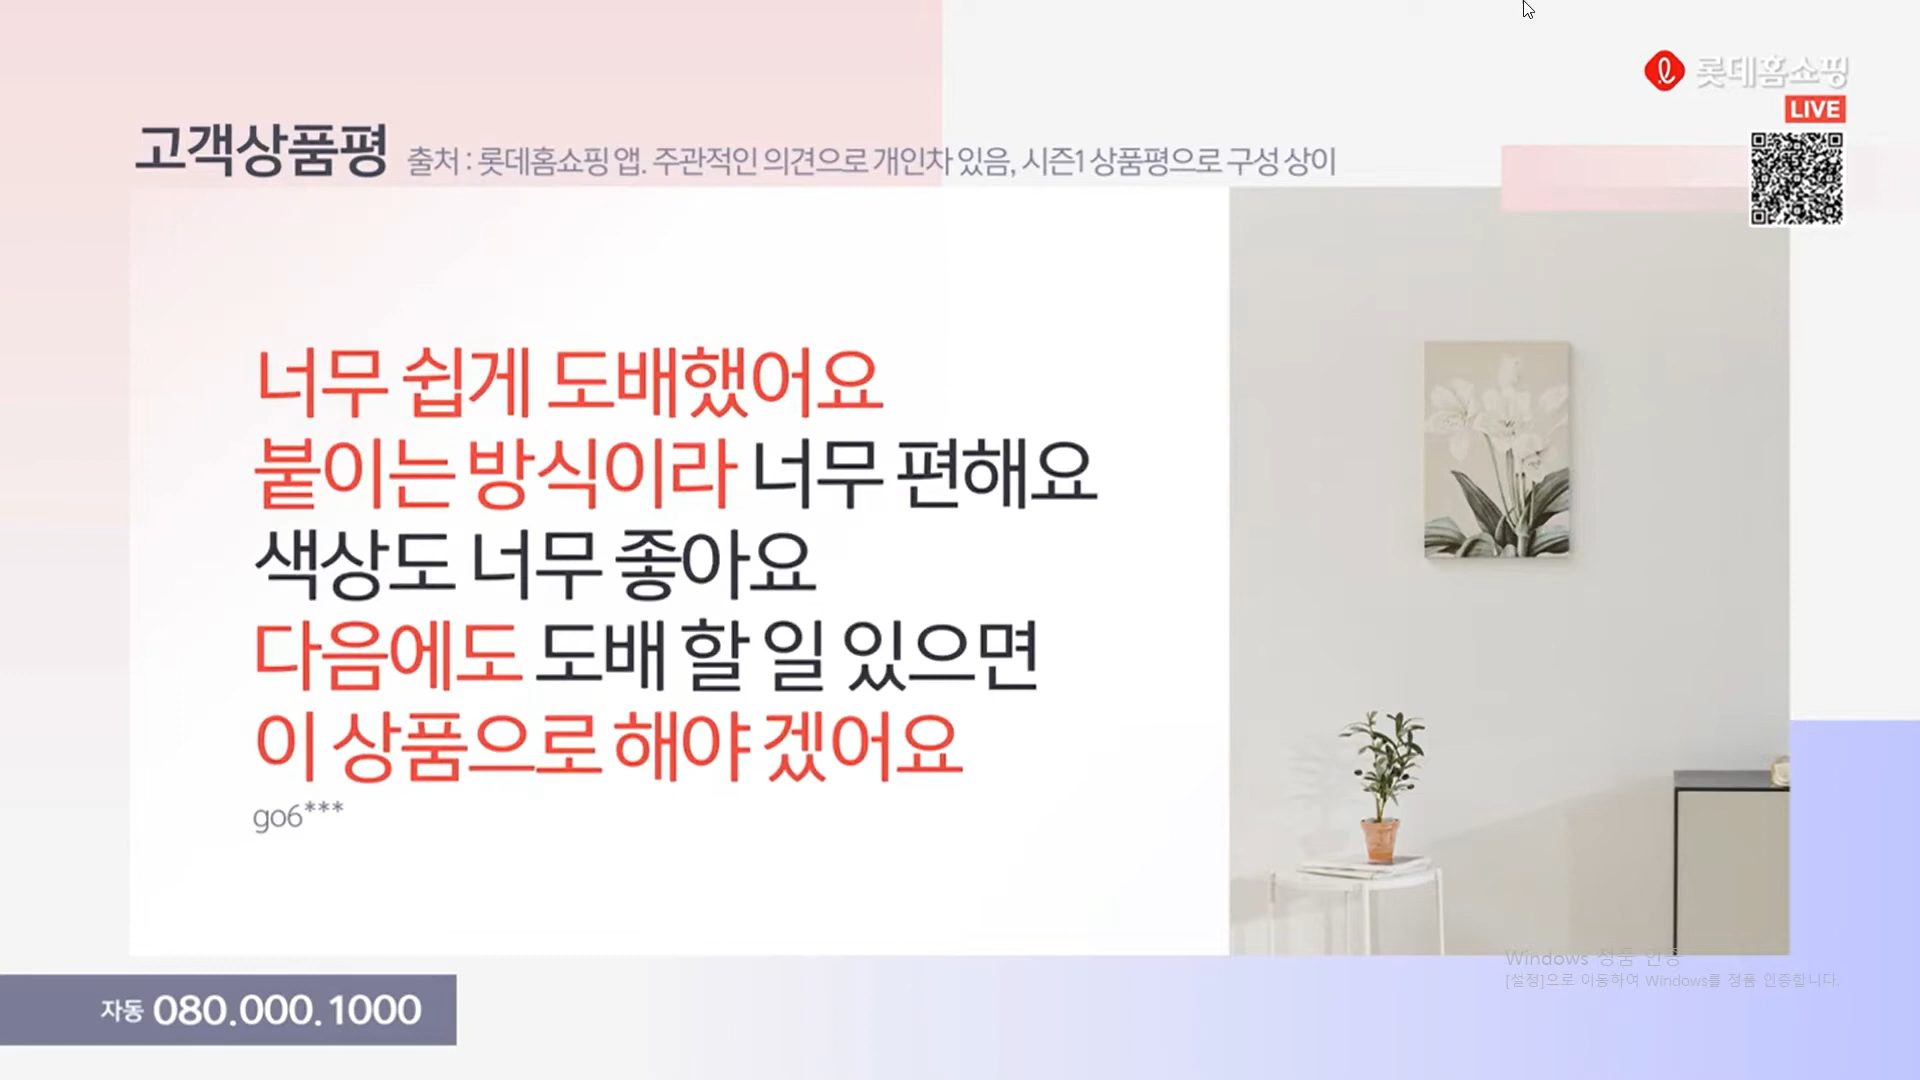 롯데홈쇼핑
LIVE
고객상품평 출처 : 롯데홈쇼핑 앱. 주관적인 의견으로 개인차 있음, 시즌1 상품평으로 구성 상이
너무 쉽게 도배했어요
붙이는 방식이라 너무 편해요
색상도 너무 좋아요
다음에도 도배 할 일 있으면
이 상품으로 해야 겠어요
go6***
Windows 정품 인증
[설정]으로 이동하여 Windows를 정품 인증합니다.
자동 080.000.1000